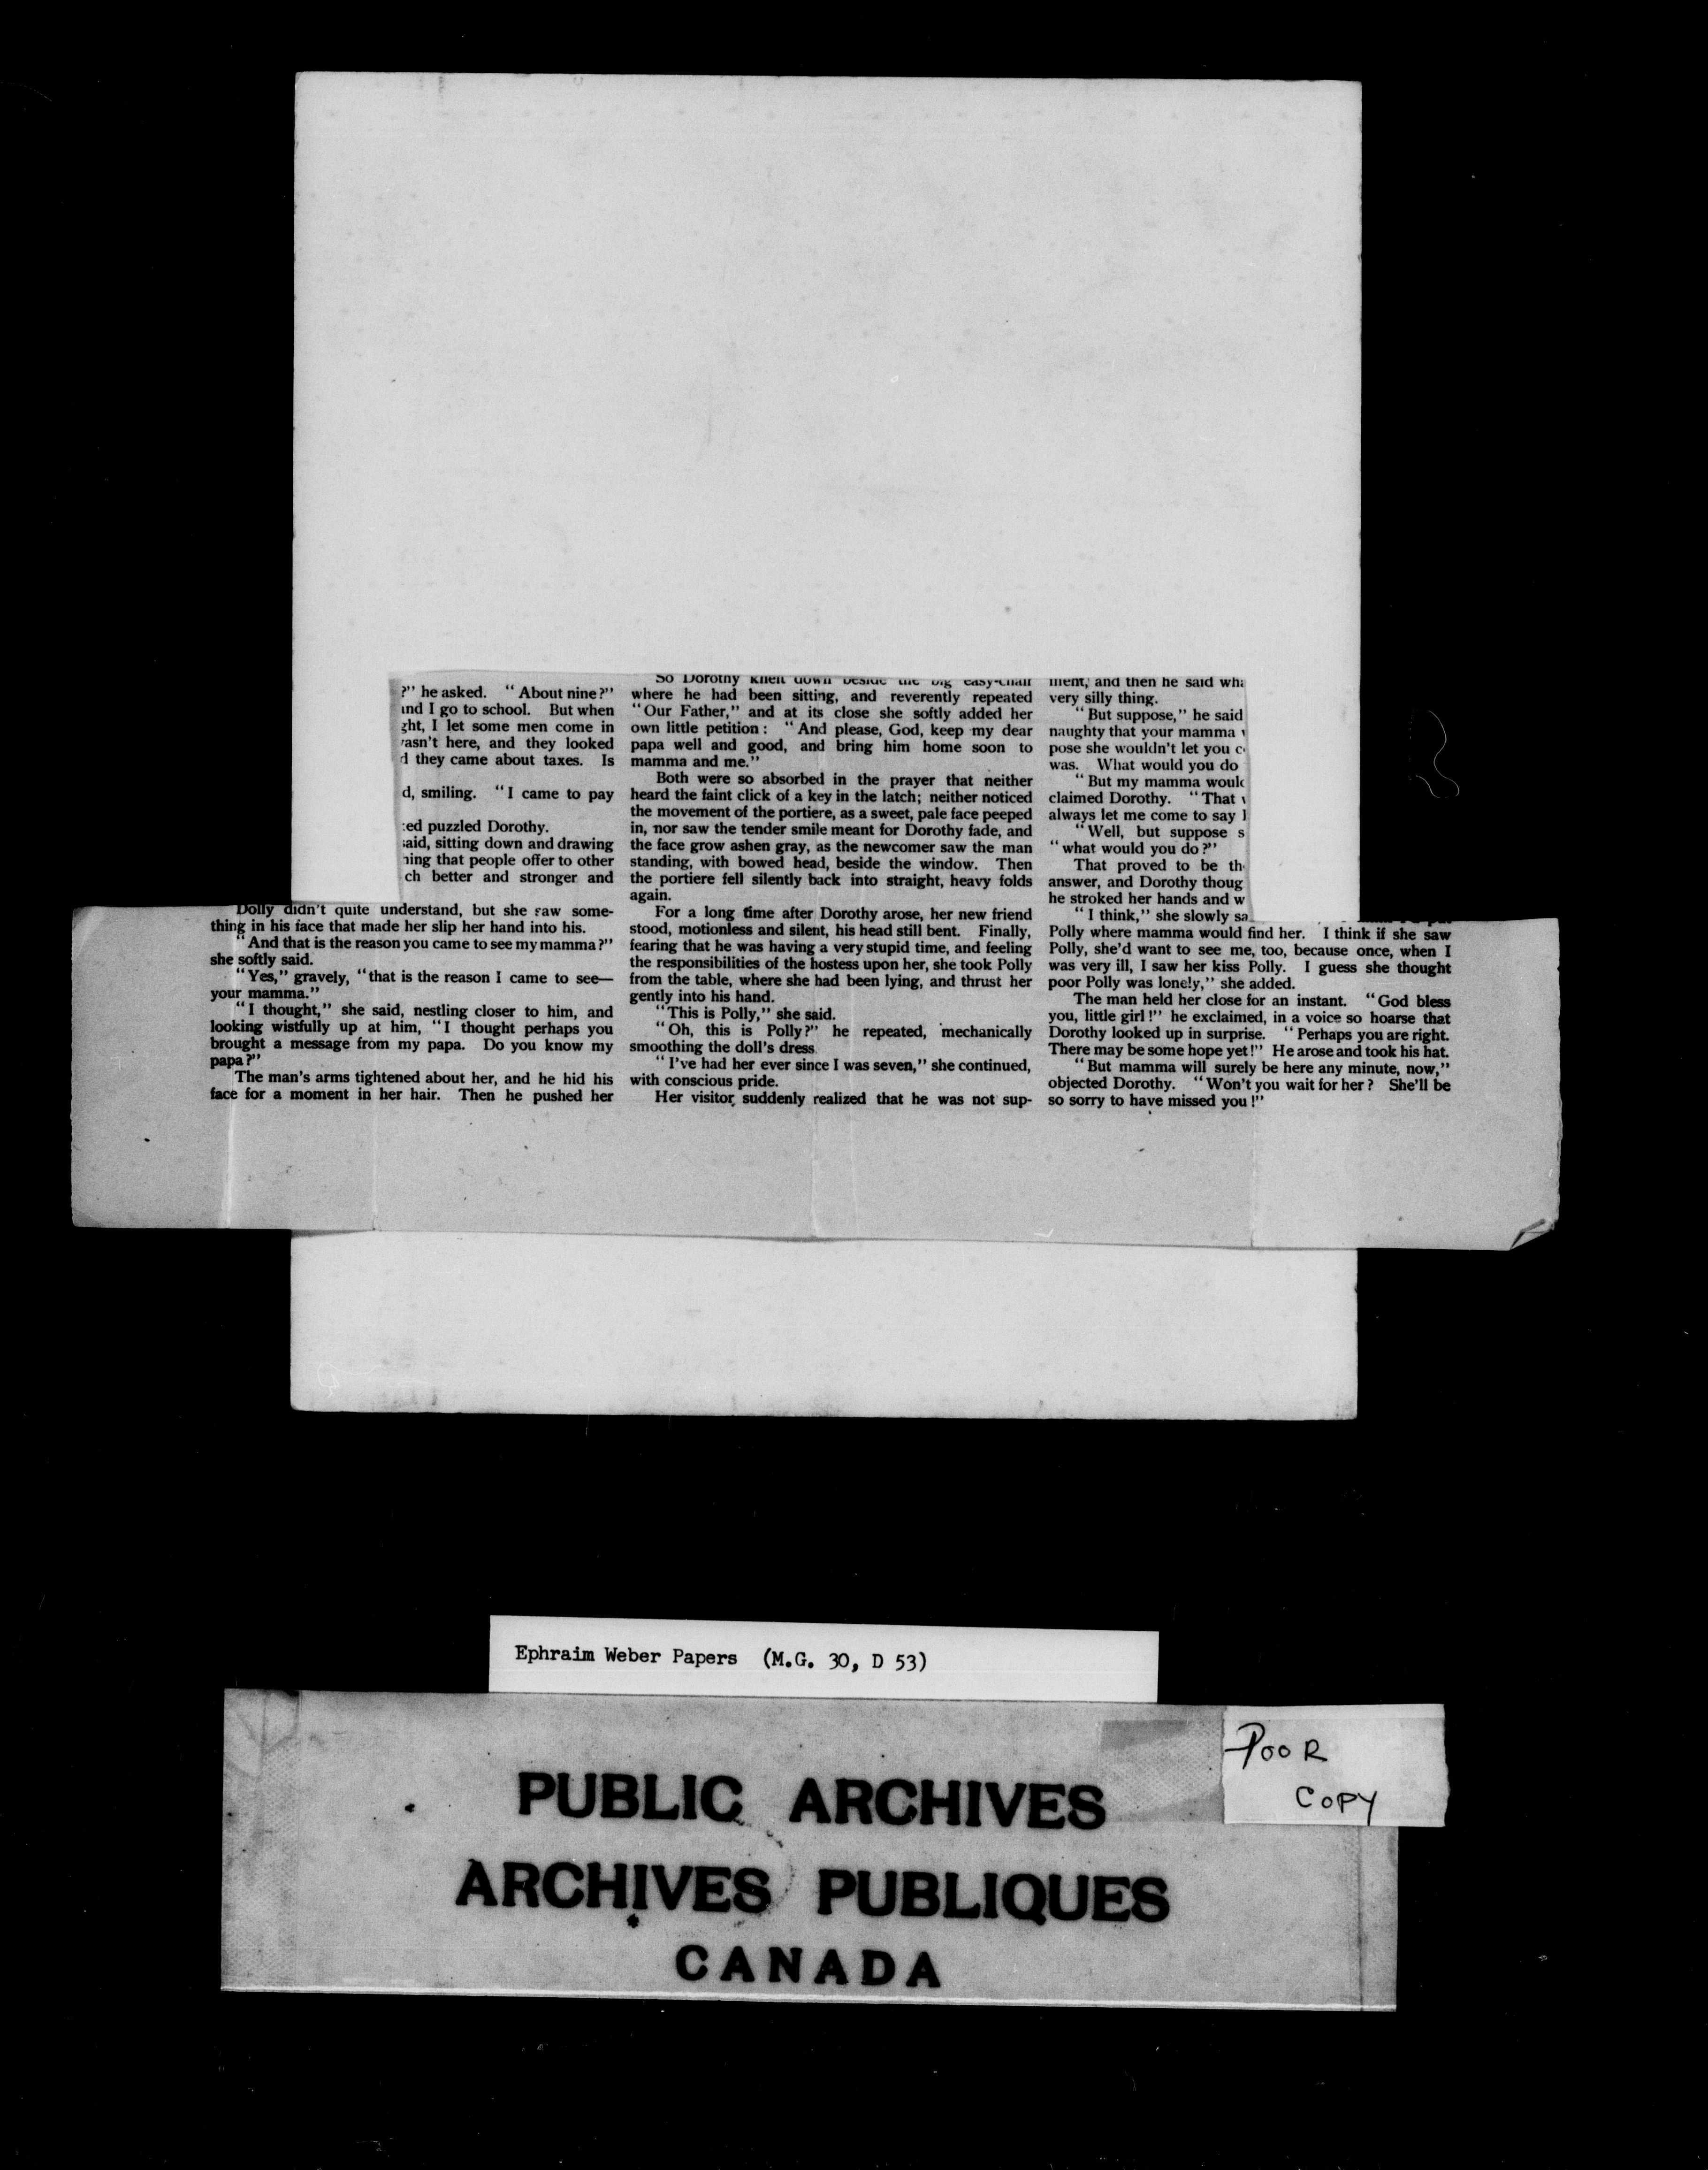 ?" he asked. "About nine?"
and I go to school. But when
ght, I let some men come in
asn't here, and they looked
d they came about taxes. Is
d, smiling. "I came to pay
ed puzzled Dorothy.
said, sitting down and drawing
ning that people offer to other
ch better and stronger and
Dolly didn't quite understand, but she saw some-
thing in his face that made her slip her hand into his.
"And that is the reason you came to see my mamma?"
she softly said.
"Yes," gravely, "that is the reason I came to see—
your mamma."
"I thought," she said, nestling closer to him, and
looking wistfully up at him, "I thought perhaps you
brought a message from my papa. Do you know my
papa?"
The man's arms tightened about her, and he hid his
face for a moment in her hair. Then he pushed her
So Dorothy knelt down beside the big easy-chair
where he had been sitting, and reverently repeated
"Our Father," and at its close she softly added her
own little petition: "And please, God, keep my dear
papa well and good, and bring him home soon to
mamma and me."
Both were so absorbed in the prayer that neither
heard the faint click of a key in the latch; neither noticed
the movement of the portiere, as a sweet, pale face peeped
in, nor saw the tender smile meant for Dorothy fade, and
the face grow ashen gray, as the newcomer saw the man
standing, with bowed head, beside the window. Then
the portiere fell silently back into straight, heavy folds
again.
For a long time after Dorothy arose, her new friend
stood, motionless and silent, his head still bent. Finally,
fearing that he was having a very stupid time, and feeling
the responsibilities of the hostess upon her, she took Polly
from the table, where she had been lying, and thrust her
gently into his hand.
"This is Polly," she said.
"Oh, this is Polly?" he repeated, mechanically
smoothing the doll's dress
"I've had her ever since I was seven," she continued,
with conscious pride.
Her visitor suddenly realized that he was not sup-
ment, and then he said wha
very silly thing.
"But suppose," he said
naughty that your mamma
pose she wouldn't let you c
was. What would you do
"But my mamma would
claimed Dorothy. "That
always let me come to say
"Well, but suppose s
"what would you do?"
That proved to be th
answer, and Dorothy thoug
he stroked her hands and w
"I think," she slowly sa
Polly where mamma would find her. I think if she saw
Polly, she'd want to see me, too, because once, when I
was very ill, I saw her kiss Polly. I guess she thought
poor Polly was lonely," she added.
The man held her close for an instant. "God bless
you, little girl!" he exclaimed, in a voice so hoarse that
Dorothy looked up in surprise. "Perhaps you are right.
There may be some hope yet!" He arose and took his hat.
"But mamma will surely be here any minute, now,"
objected Dorothy. "Won't you wait for her? She'll be
so sorry to have missed you!"
Ephraim Weber Papers (M.G. 30, D 53)
POOR
COPY
PUBLIC ARCHIVES
ARCHIVES PUBLIQUES
CANADA